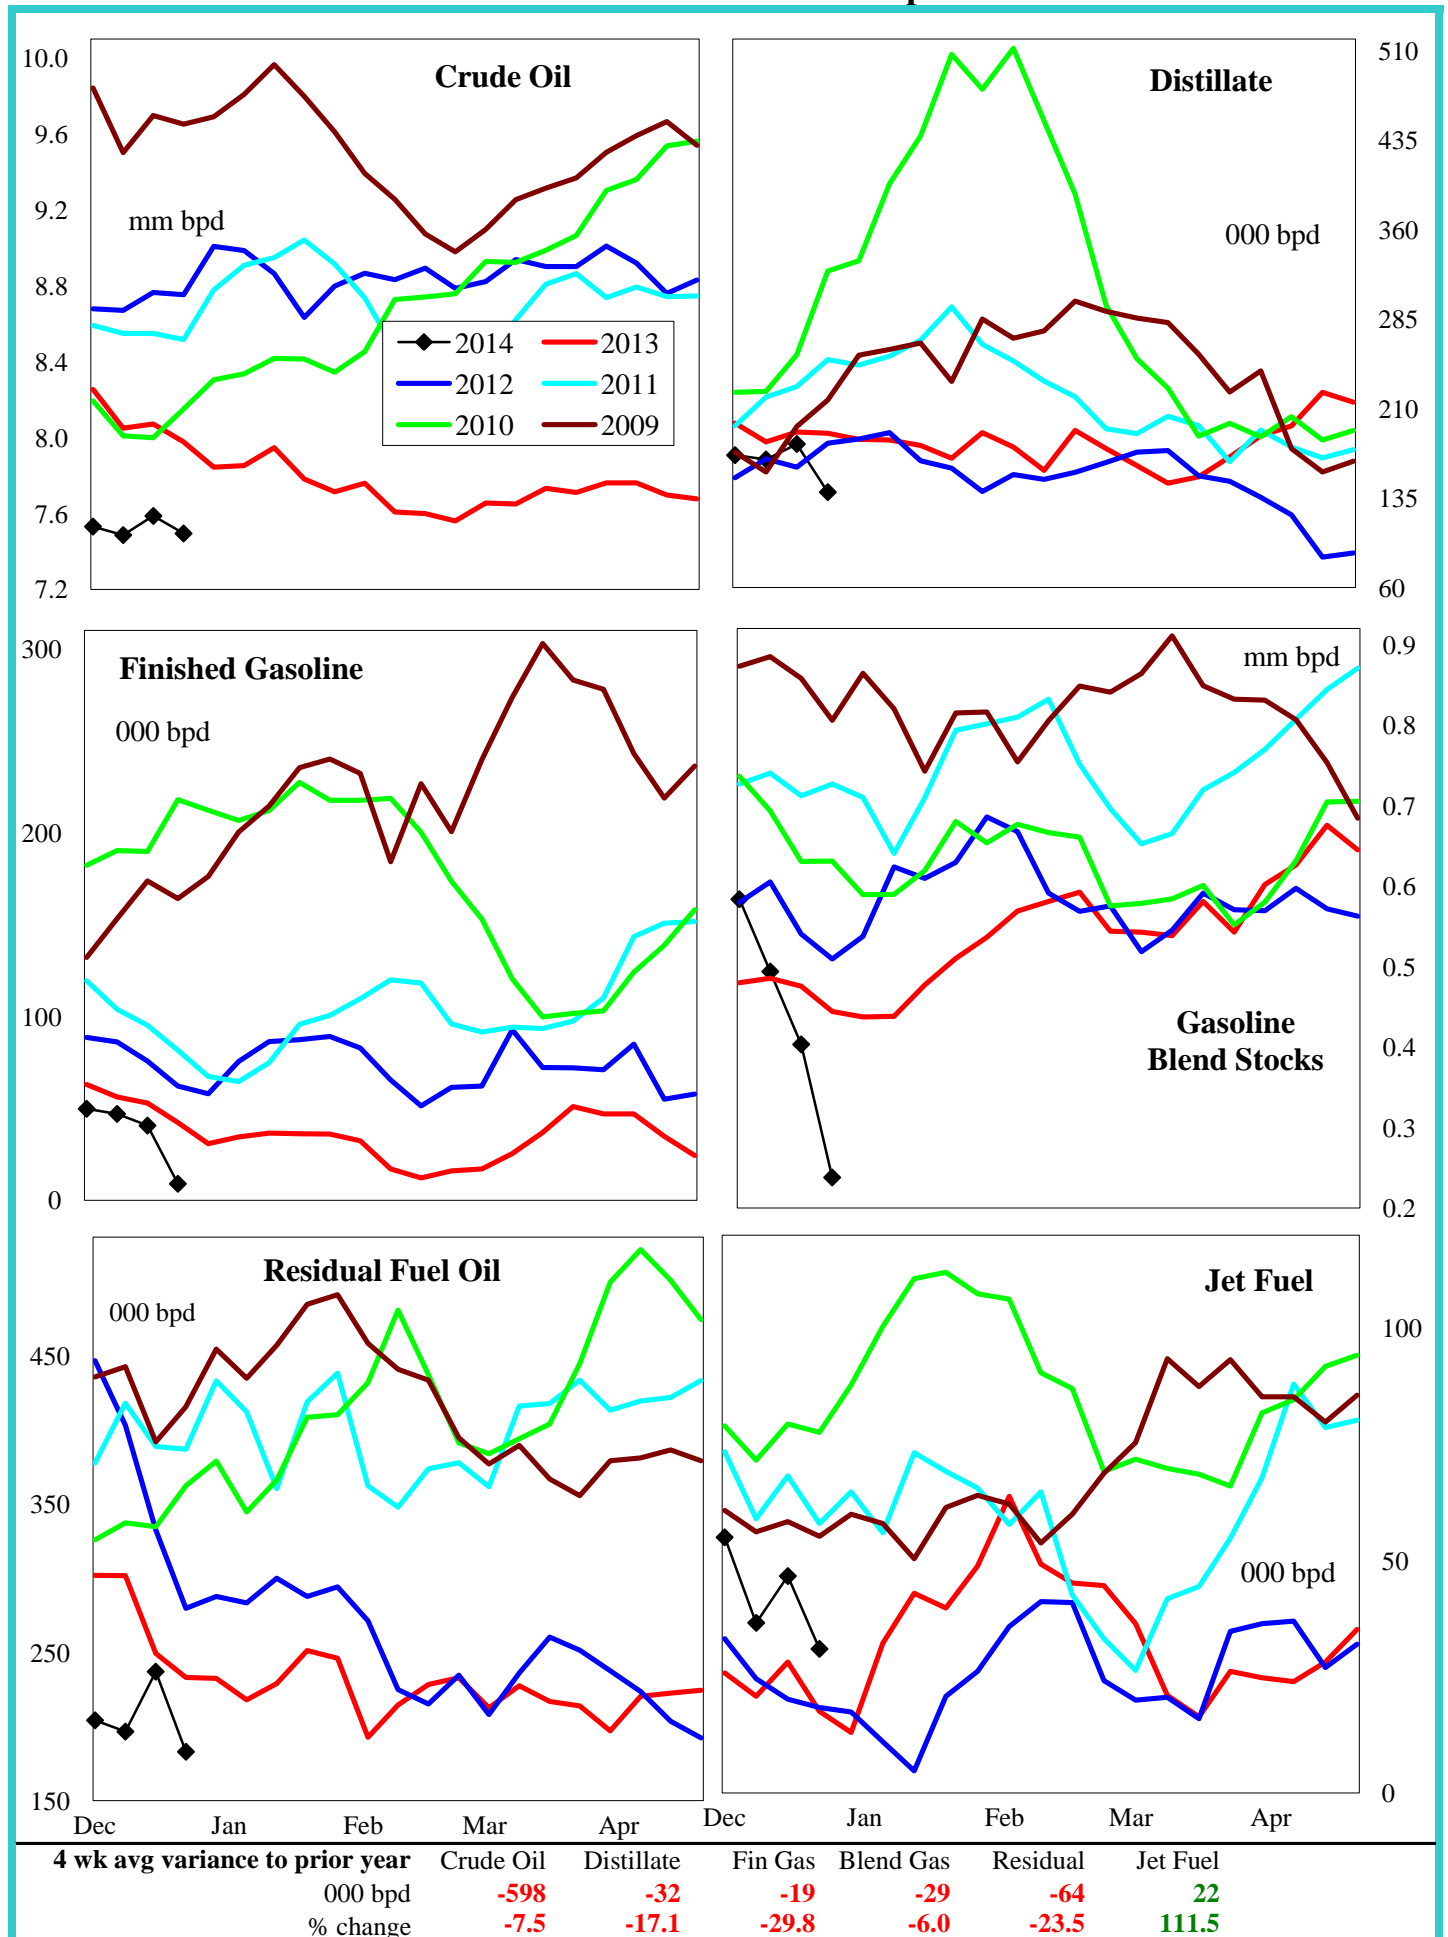 10.0
9.6
9.2
8.8
8.4
8.0
7.6
7.2
Crude Oil
mm bpd
2014 2013
2012 2011
2010 2009
Distillate
000 bpd
510
435
360
285
210
135
60
300
200
100
0
Finished Gasoline
000 bpd
mm bpd
Gasoline
Blend Stocks
0.9
0.8
0.7
0.6
0.5
0.4
0.3
0.2
Residual Fuel Oil
000 bpd
450
350
250
150
Dec Jan Feb Mar Apr
Jet Fuel
000 bpd
100
50
0
Dec Jan Feb Mar Apr
4 wk avg variance to prior year Crude Oil Distillate Fin Gas Blend Gas Residual Jet Fuel
000 bpd -598 -32 -19 -29 -64 22
% change -7.5 -17.1 -29.8 -6.0 -23.5 111.5